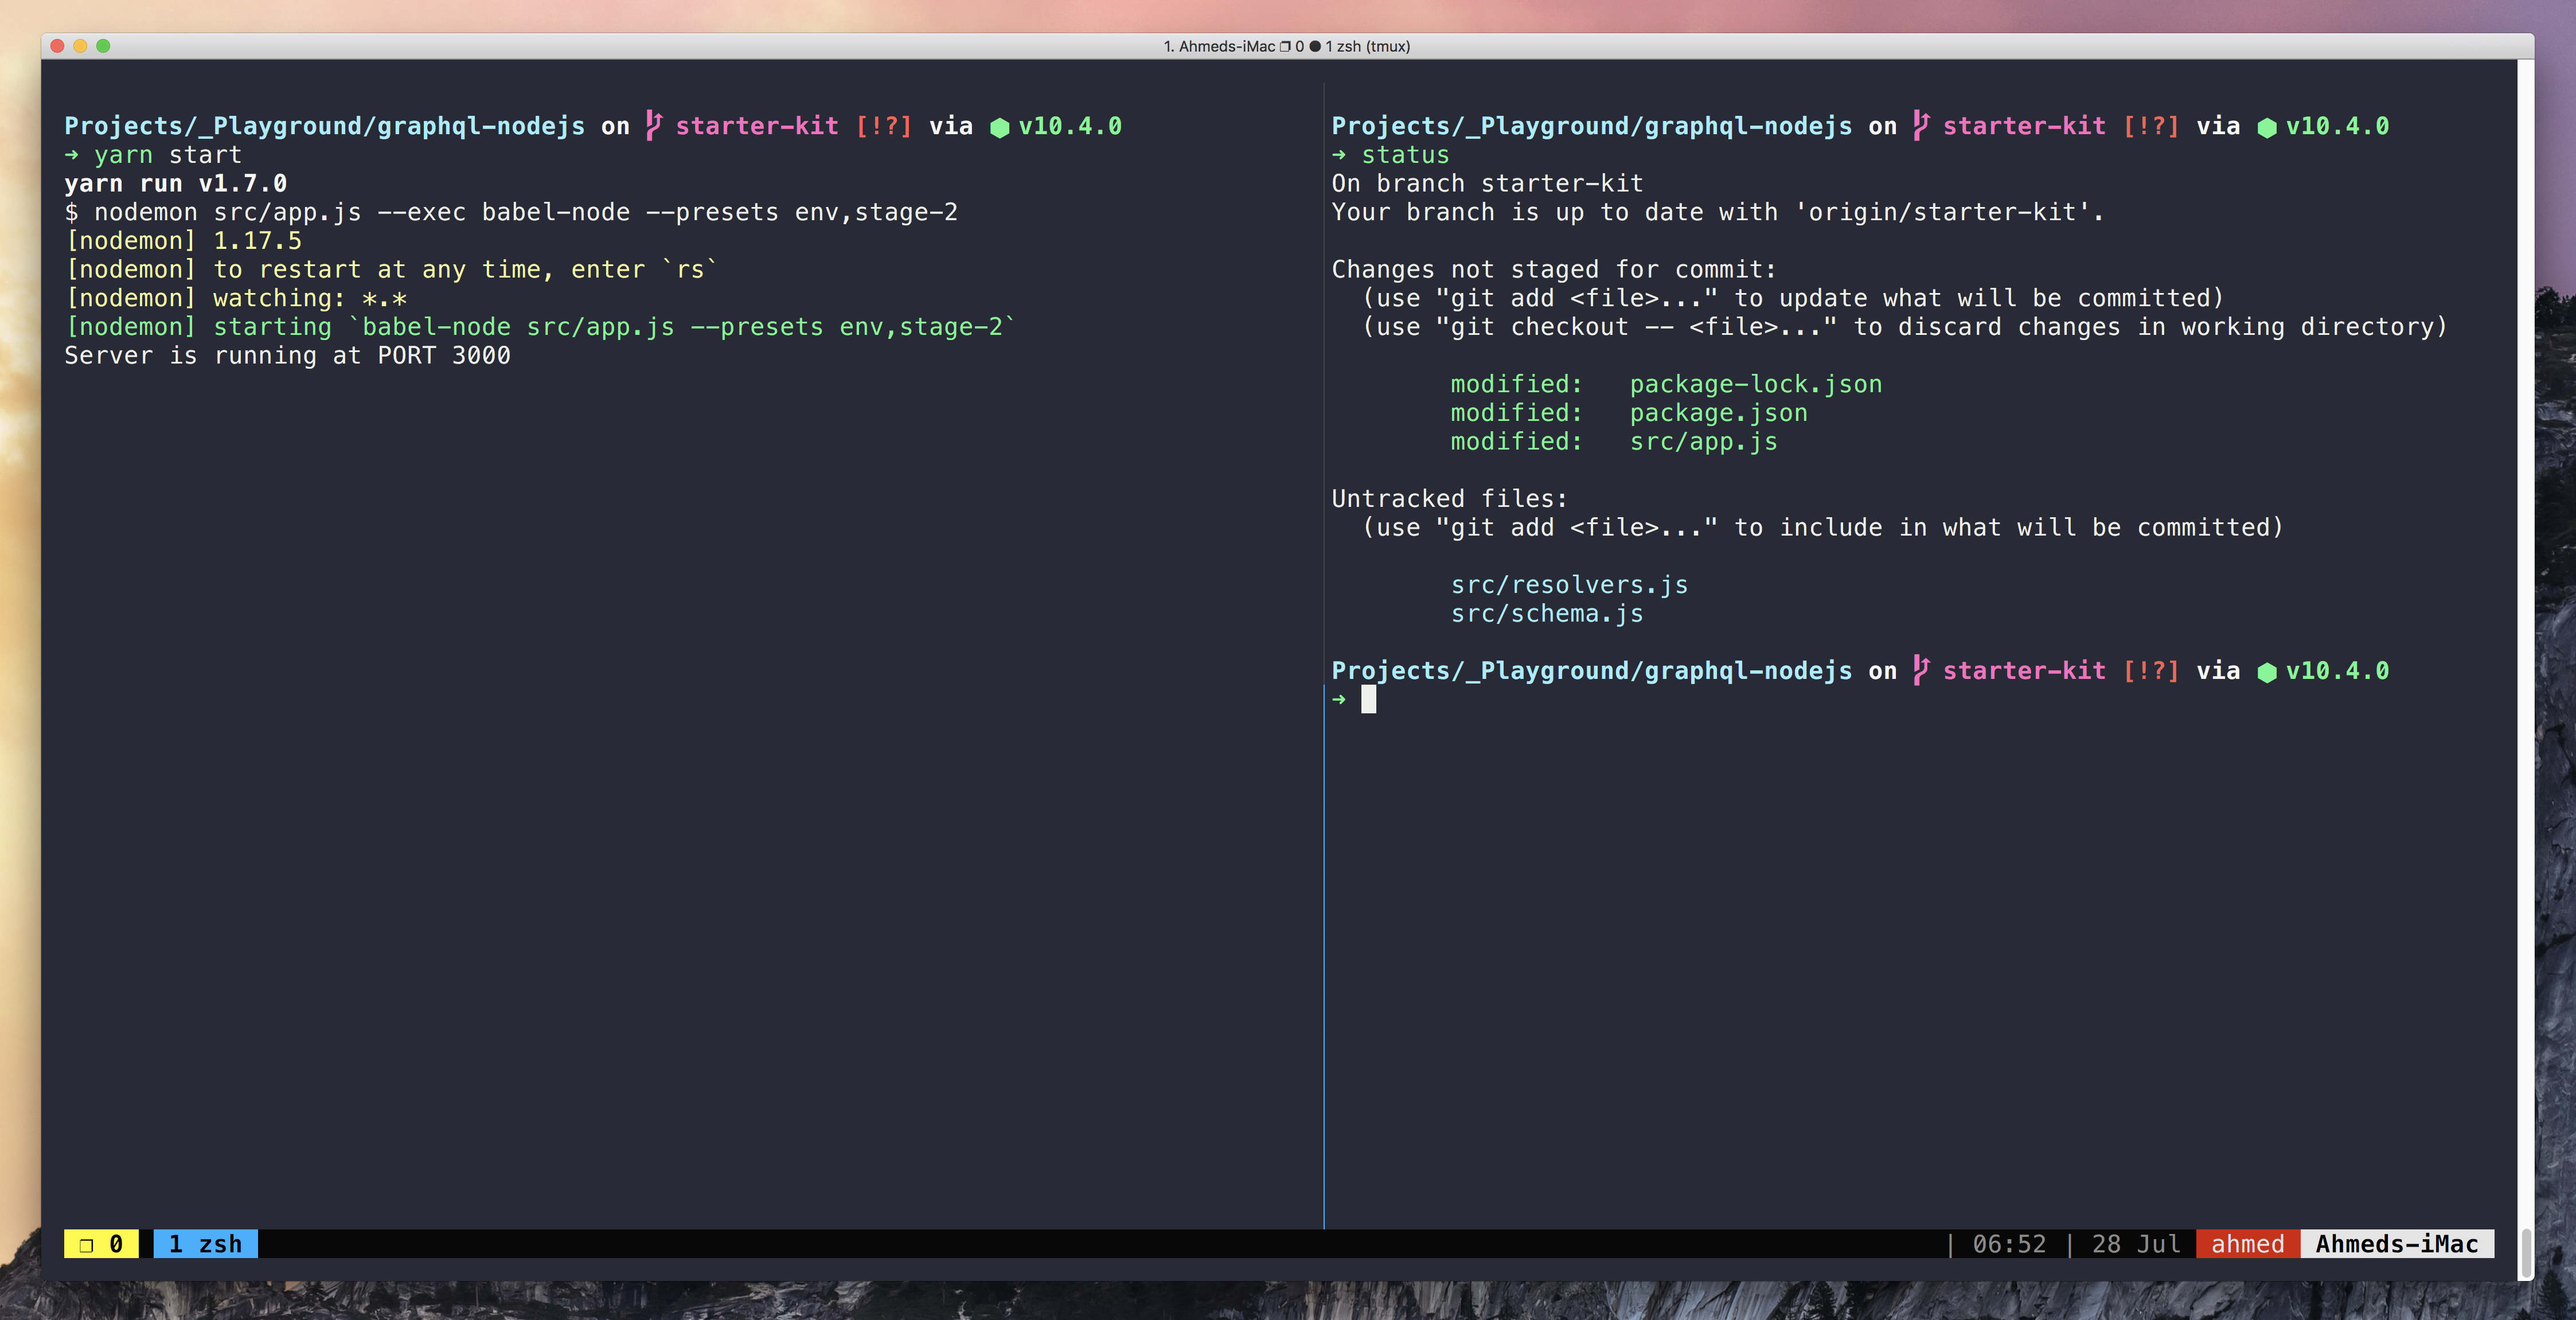 1. Ahmeds-iMac ❐ 0 ● 1 zsh (tmux)
Projects/_Playground/graphql-nodejs on starter-kit [!?] via ⬢ v10.4.0
➜ yarn start
yarn run v1.7.0
$ nodemon src/app.js --exec babel-node --presets env,stage-2
[nodemon] 1.17.5
[nodemon] to restart at any time, enter `rs`
[nodemon] watching: *.*
[nodemon] starting `babel-node src/app.js --presets env,stage-2`
Server is running at PORT 3000
Projects/_Playground/graphql-nodejs on starter-kit [!?] via ⬢ v10.4.0
➜ status
On branch starter-kit
Your branch is up to date with 'origin/starter-kit'.
Changes not staged for commit:
(use "git add <file>..." to update what will be committed)
(use "git checkout -- <file>..." to discard changes in working directory)
modified:   package-lock.json
modified:   package.json
modified:   src/app.js
Untracked files:
(use "git add <file>..." to include in what will be committed)
src/resolvers.js
src/schema.js
Projects/_Playground/graphql-nodejs on starter-kit [!?] via ⬢ v10.4.0
➜
❐ 0 1 zsh | 06:52 | 28 Jul ahmed Ahmeds-iMac